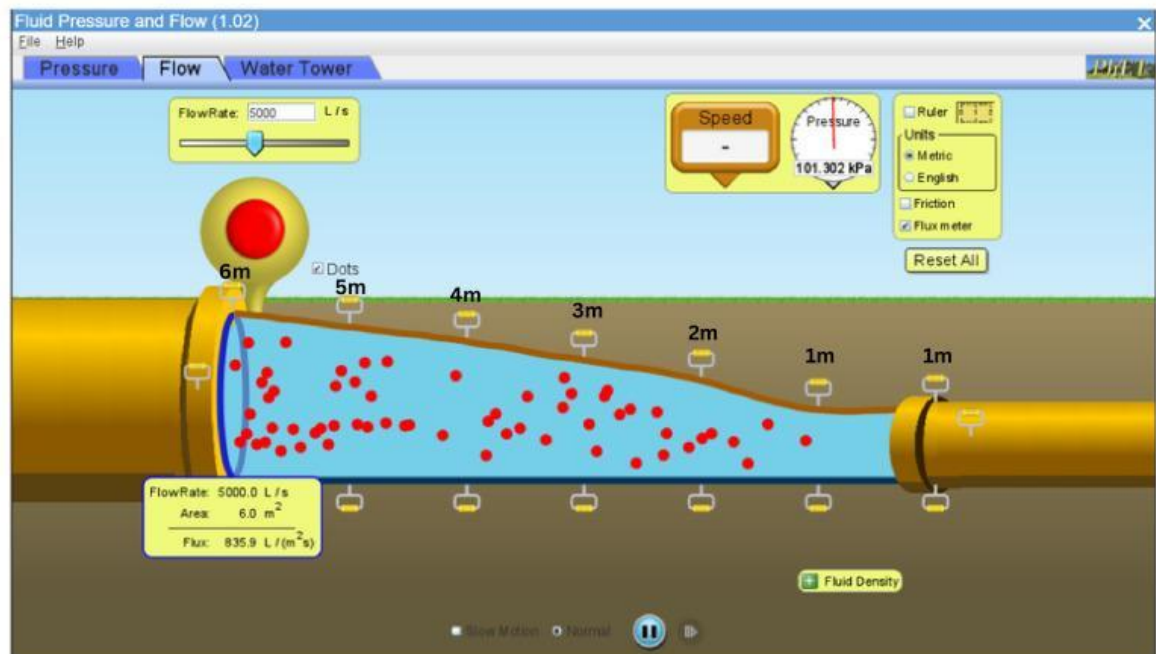 Fluid Pressure and Flow (1.02)
File Help
Pressure Flow Water Tower
FlowRate: 5000 L/s
Speed
-
Pressure
101.302 kPa
Ruler
Units
Metric
English
Friction
Flux meter
Reset All
Dots
6m
5m
4m
3m
2m
1m
1m
FlowRate: 5000.0 L/s
Area: 6.0 m²
Flux: 835.9 L/(m²s)
Fluid Density
Slow Motion Normal